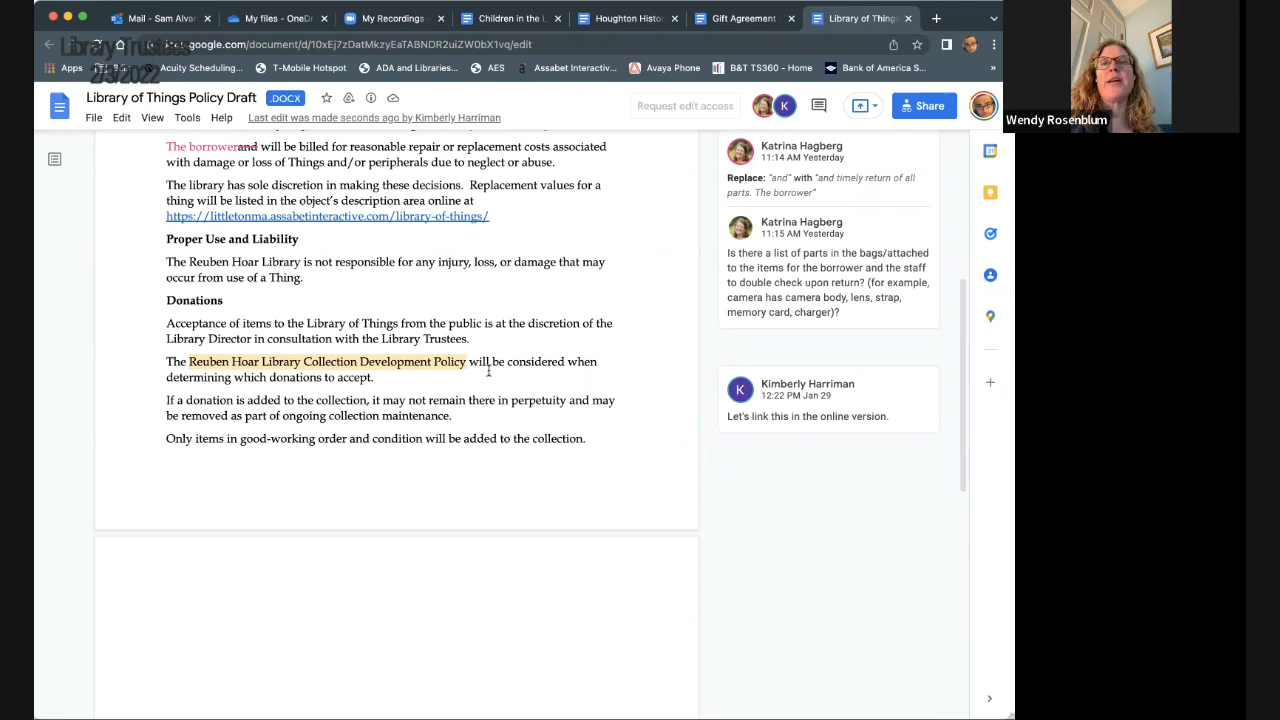 Mail - Sam Alvar
My files - OneDr
My Recordings -
Children in the L
Houghton Histor
Gift Agreement -
Library of Things
google.com/document/d/10xEj7zDatMkzyEaTABNDR2uiZW0bX1vq/edit
Library Trustees
2/3/2022
Apps
Acuity Scheduling...
T-Mobile Hotspot
ADA and Libraries...
AES
Assabet Interactiv...
Avaya Phone
B&T TS360 - Home
Bank of America S...
»
Library of Things Policy Draft
.DOCX
File Edit View Tools Help
Last edit was made seconds ago by Kimberly Harriman
Request edit access
K
Share
Wendy Rosenblum
The borrowerand will be billed for reasonable repair or replacement costs associated
with damage or loss of Things and/or peripherals due to neglect or abuse.
The library has sole discretion in making these decisions. Replacement values for a
thing will be listed in the object's description area online at
https://littletonma.assabetinteractive.com/library-of-things/
Proper Use and Liability
The Reuben Hoar Library is not responsible for any injury, loss, or damage that may
occur from use of a Thing.
Donations
Acceptance of items to the Library of Things from the public is at the discretion of the
Library Director in consultation with the Library Trustees.
The Reuben Hoar Library Collection Development Policy will be considered when
determining which donations to accept.
If a donation is added to the collection, it may not remain there in perpetuity and may
be removed as part of ongoing collection maintenance.
Only items in good-working order and condition will be added to the collection.
Katrina Hagberg
11:14 AM Yesterday
Replace: "and" with "and timely return of all
parts. The borrower"
Katrina Hagberg
11:15 AM Yesterday
Is there a list of parts in the bags/attached
to the items for the borrower and the staff
to double check upon return? (for example,
camera has camera body, lens, strap,
memory card, charger)?
K
Kimberly Harriman
12:22 PM Jan 29
Let's link this in the online version.
31